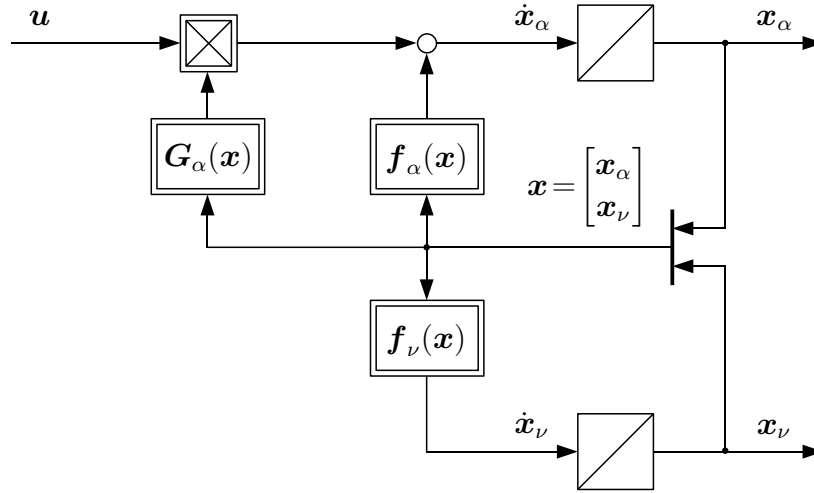 u
ẋ_α
x_α
G_α(x)
f_α(x)
x = [x_α
x_ν]
f_ν(x)
ẋ_ν
x_ν